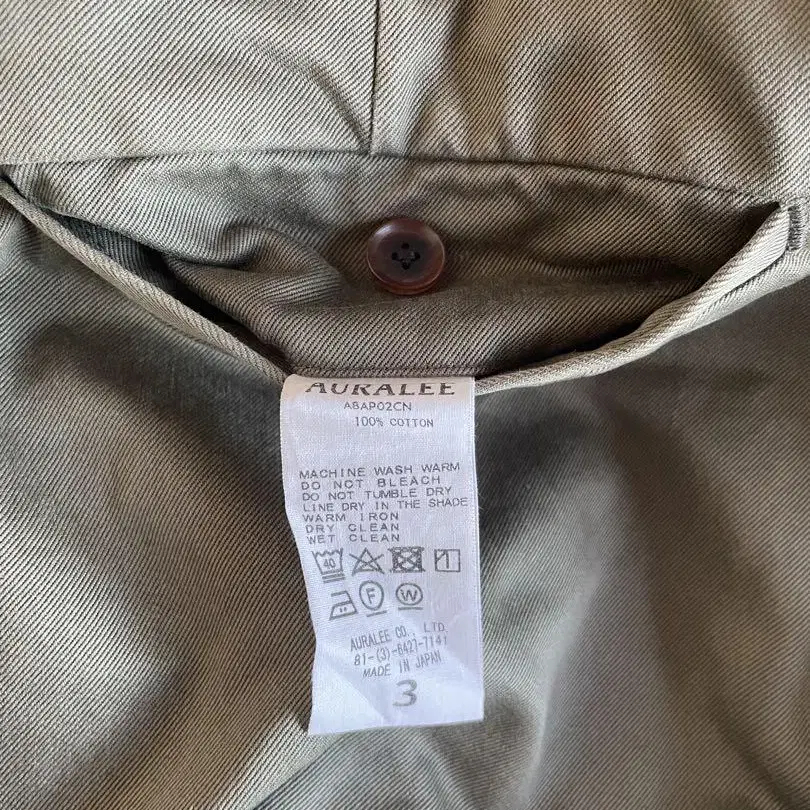 AURALEE
A8AP02CN
100% COTTON
MACHINE WASH WARM
DO NOT BLEACH
DO NOT TUMBLE DRY
LINE DRY IN THE SHADE
WARM IRON
DRY CLEAN
WET CLEAN
40
F W
AURALEE CO., LTD
81-(3)-6427-7141
MADE IN JAPAN
3